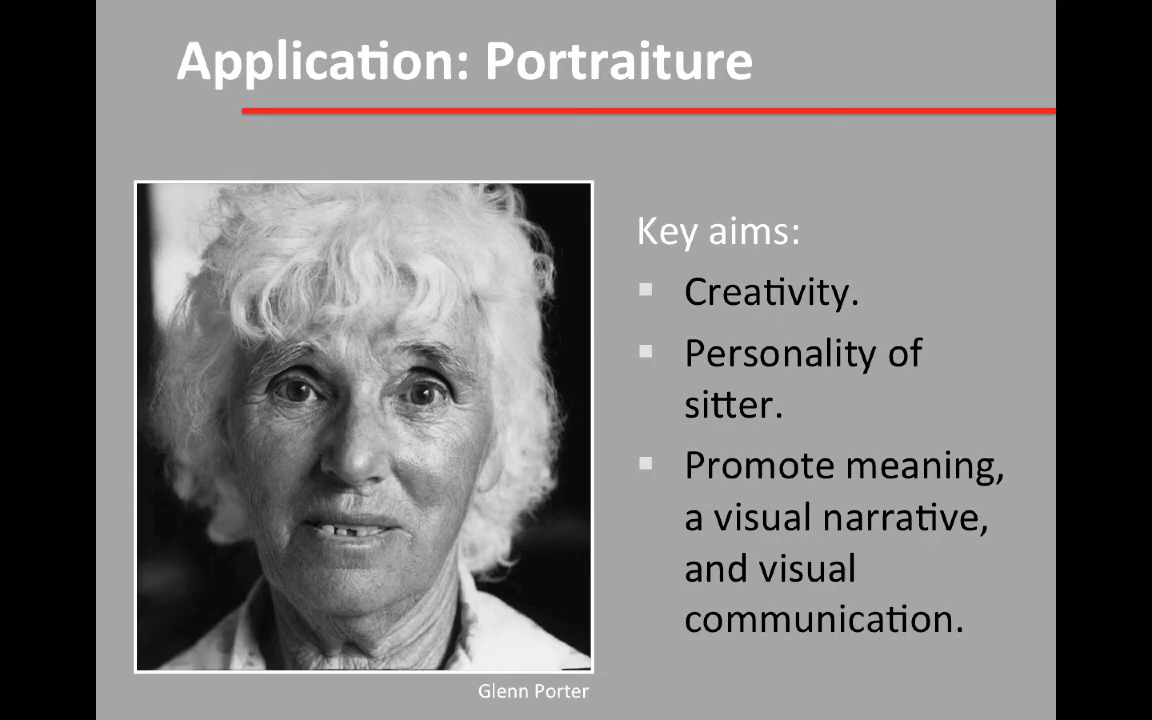 Application: Portraiture
Key aims:
Creativity.
Personality of
sitter.
Promote meaning,
a visual narrative,
and visual
communication.
Glenn Porter